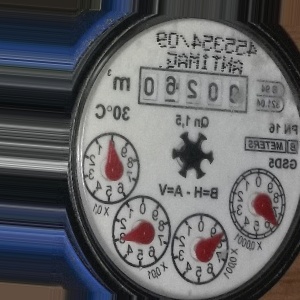 455354/09
ANTIMAG
00260
m³
30°C
Qn 1,5
PN 16
B METERS
GSD5
B=H - A=V
X 0,1
X 0,01
X 0,001
X 0,0001